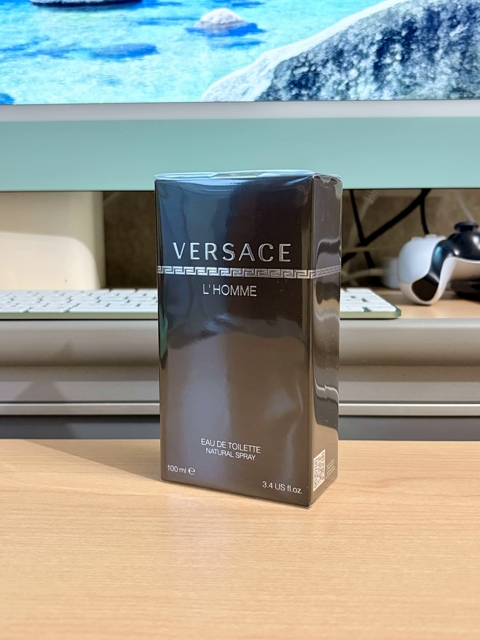 VERSACE
L'HOMME
EAU DE TOILETTE
NATURAL SPRAY
100 ml ℮
3.4 US fl.oz.